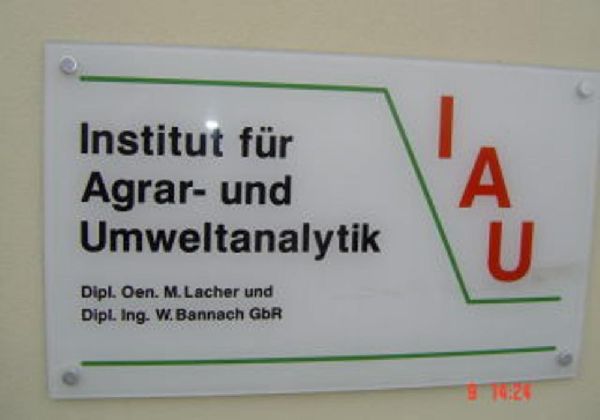 Institut für
Agrar- und
Umweltanalytik
Dipl. Oen. M. Lacher und
Dipl. Ing. W. Bannach GbR
I
A
U
9 14:24